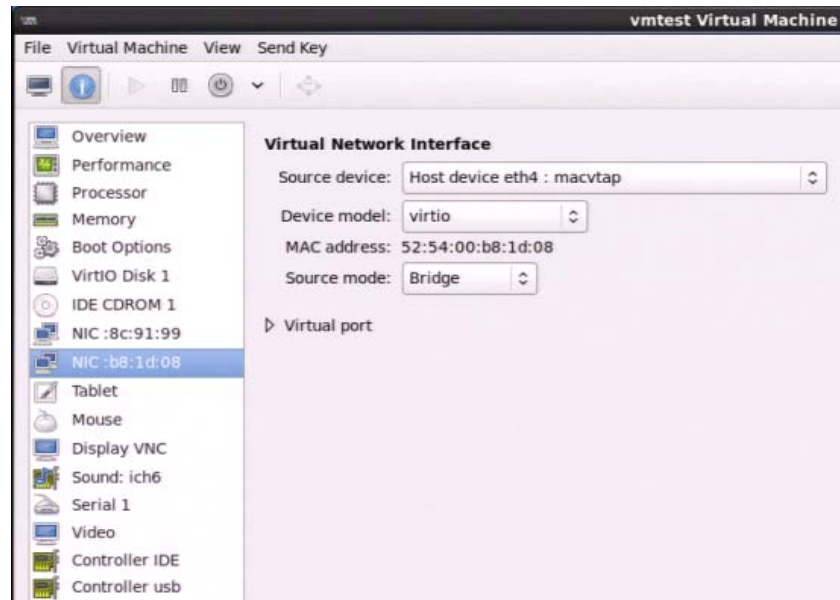 vmtest Virtual Machine
File Virtual Machine View Send Key
Overview
Performance
Processor
Memory
Boot Options
VirtIO Disk 1
IDE CDROM 1
NIC :8c:91:99
NIC :b8:1d:08
Tablet
Mouse
Display VNC
Sound: ich6
Serial 1
Video
Controller IDE
Controller usb
Virtual Network Interface
Source device: Host device eth4 : macvtap
Device model: virtio
MAC address: 52:54:00:b8:1d:08
Source mode: Bridge
Virtual port